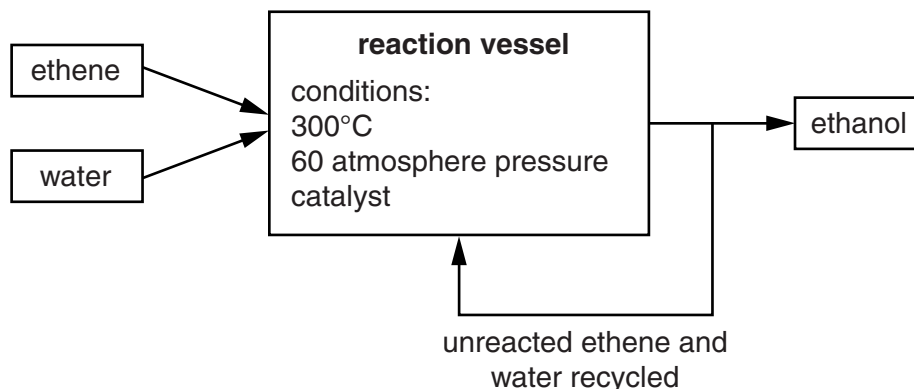 ethene
water
reaction vessel
conditions:
300°C
60 atmosphere pressure
catalyst
ethanol
unreacted ethene and
water recycled